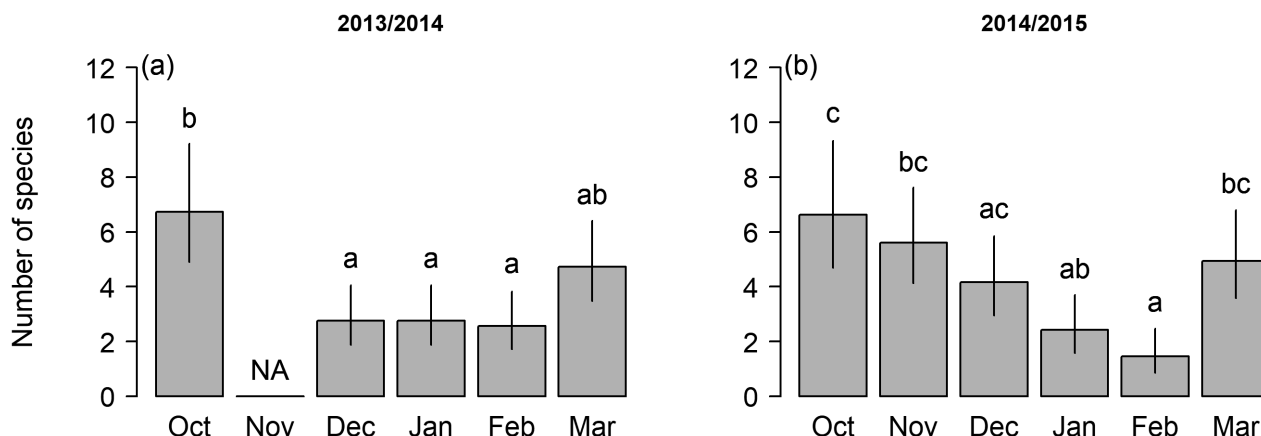 2013/2014
(a)
Number of species
12
10
8
6
4
2
0
b
NA
a
a
a
ab
Oct Nov Dec Jan Feb Mar
2014/2015
(b)
12
10
8
6
4
2
0
c
bc
ac
ab
a
bc
Oct Nov Dec Jan Feb Mar